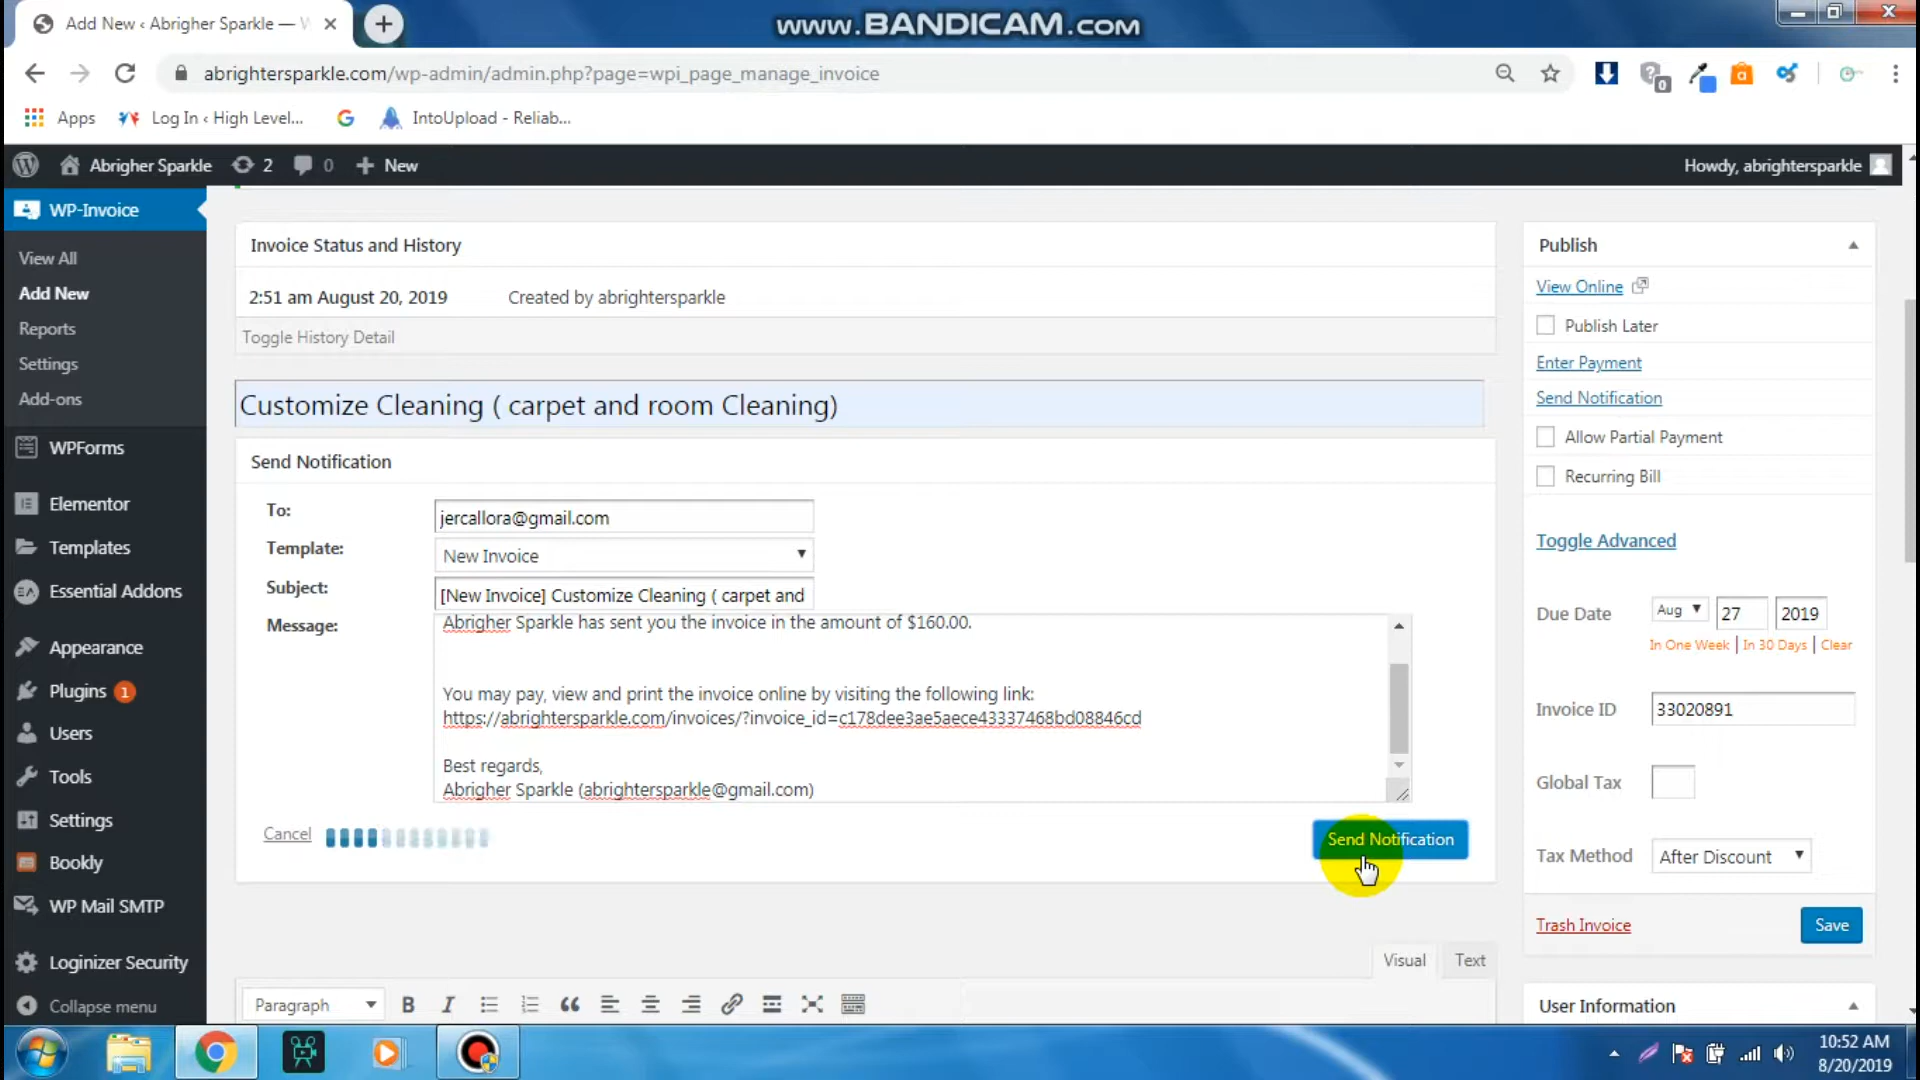 www.BANDICAM.com
Add New ‹ Abrigher Sparkle —
abrightersparkle.com/wp-admin/admin.php?page=wpi_page_manage_invoice
0
Apps
Log In ‹ High Level...
IntoUpload - Reliab...
Abrigher Sparkle
2
0
New
Howdy, abrightersparkle
WP-Invoice
View All
Add New
Reports
Settings
Add-ons
WPForms
Elementor
Templates
Essential Addons
Appearance
Plugins 1
Users
Tools
Settings
Bookly
WP Mail SMTP
Loginizer Security
Collapse menu
Invoice Status and History
2:51 am August 20, 2019 Created by abrightersparkle
Toggle History Detail
Customize Cleaning ( carpet and room Cleaning)
Send Notification
To: jercallora@gmail.com
Template: New Invoice
Subject: [New Invoice] Customize Cleaning ( carpet and
Message:
Abrigher Sparkle has sent you the invoice in the amount of $160.00.
You may pay, view and print the invoice online by visiting the following link:
https://abrightersparkle.com/invoices/?invoice_id=c178dee3ae5aece43337468bd08846cd
Best regards,
Abrigher Sparkle (abrightersparkle@gmail.com)
Cancel
Send Notification
Visual Text
Paragraph B I
Publish
View Online
Publish Later
Enter Payment
Send Notification
Allow Partial Payment
Recurring Bill
Toggle Advanced
Due Date Aug 27 2019
In One Week | In 30 Days | Clear
Invoice ID 33020891
Global Tax
Tax Method After Discount
Trash Invoice
Save
User Information
10:52 AM
8/20/2019